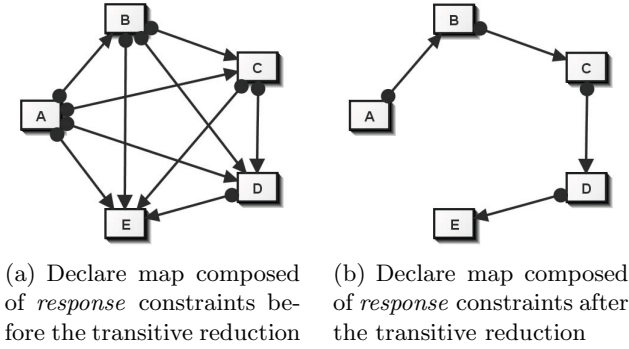 B
C
A
D
E
B
C
A
D
E
(a) Declare map composed
of response constraints be-
fore the transitive reduction
(b) Declare map composed
of response constraints after
the transitive reduction